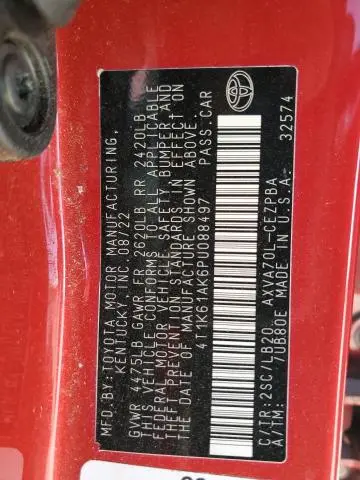 MFD. BY: TOYOTA MOTOR MANUFACTURING,
KENTUCKY, INC. 08/22
GVWR 4475LB GAWR FR 2620LB RR 2420LB
THIS VEHICLE CONFORMS TO ALL APPLICABLE
FEDERAL MOTOR VEHICLE SAFETY, BUMPER, AND
THEFT PREVENTION STANDARDS IN EFFECT ON
THE DATE OF MANUFACTURE SHOWN ABOVE.
4T1K61AK6PU088497 PASS. CAR
C/TR: 2SC/LB20 AXVA70L-CEZPBA
A/TM: 7UB80E MADE IN U.S.A. 32574